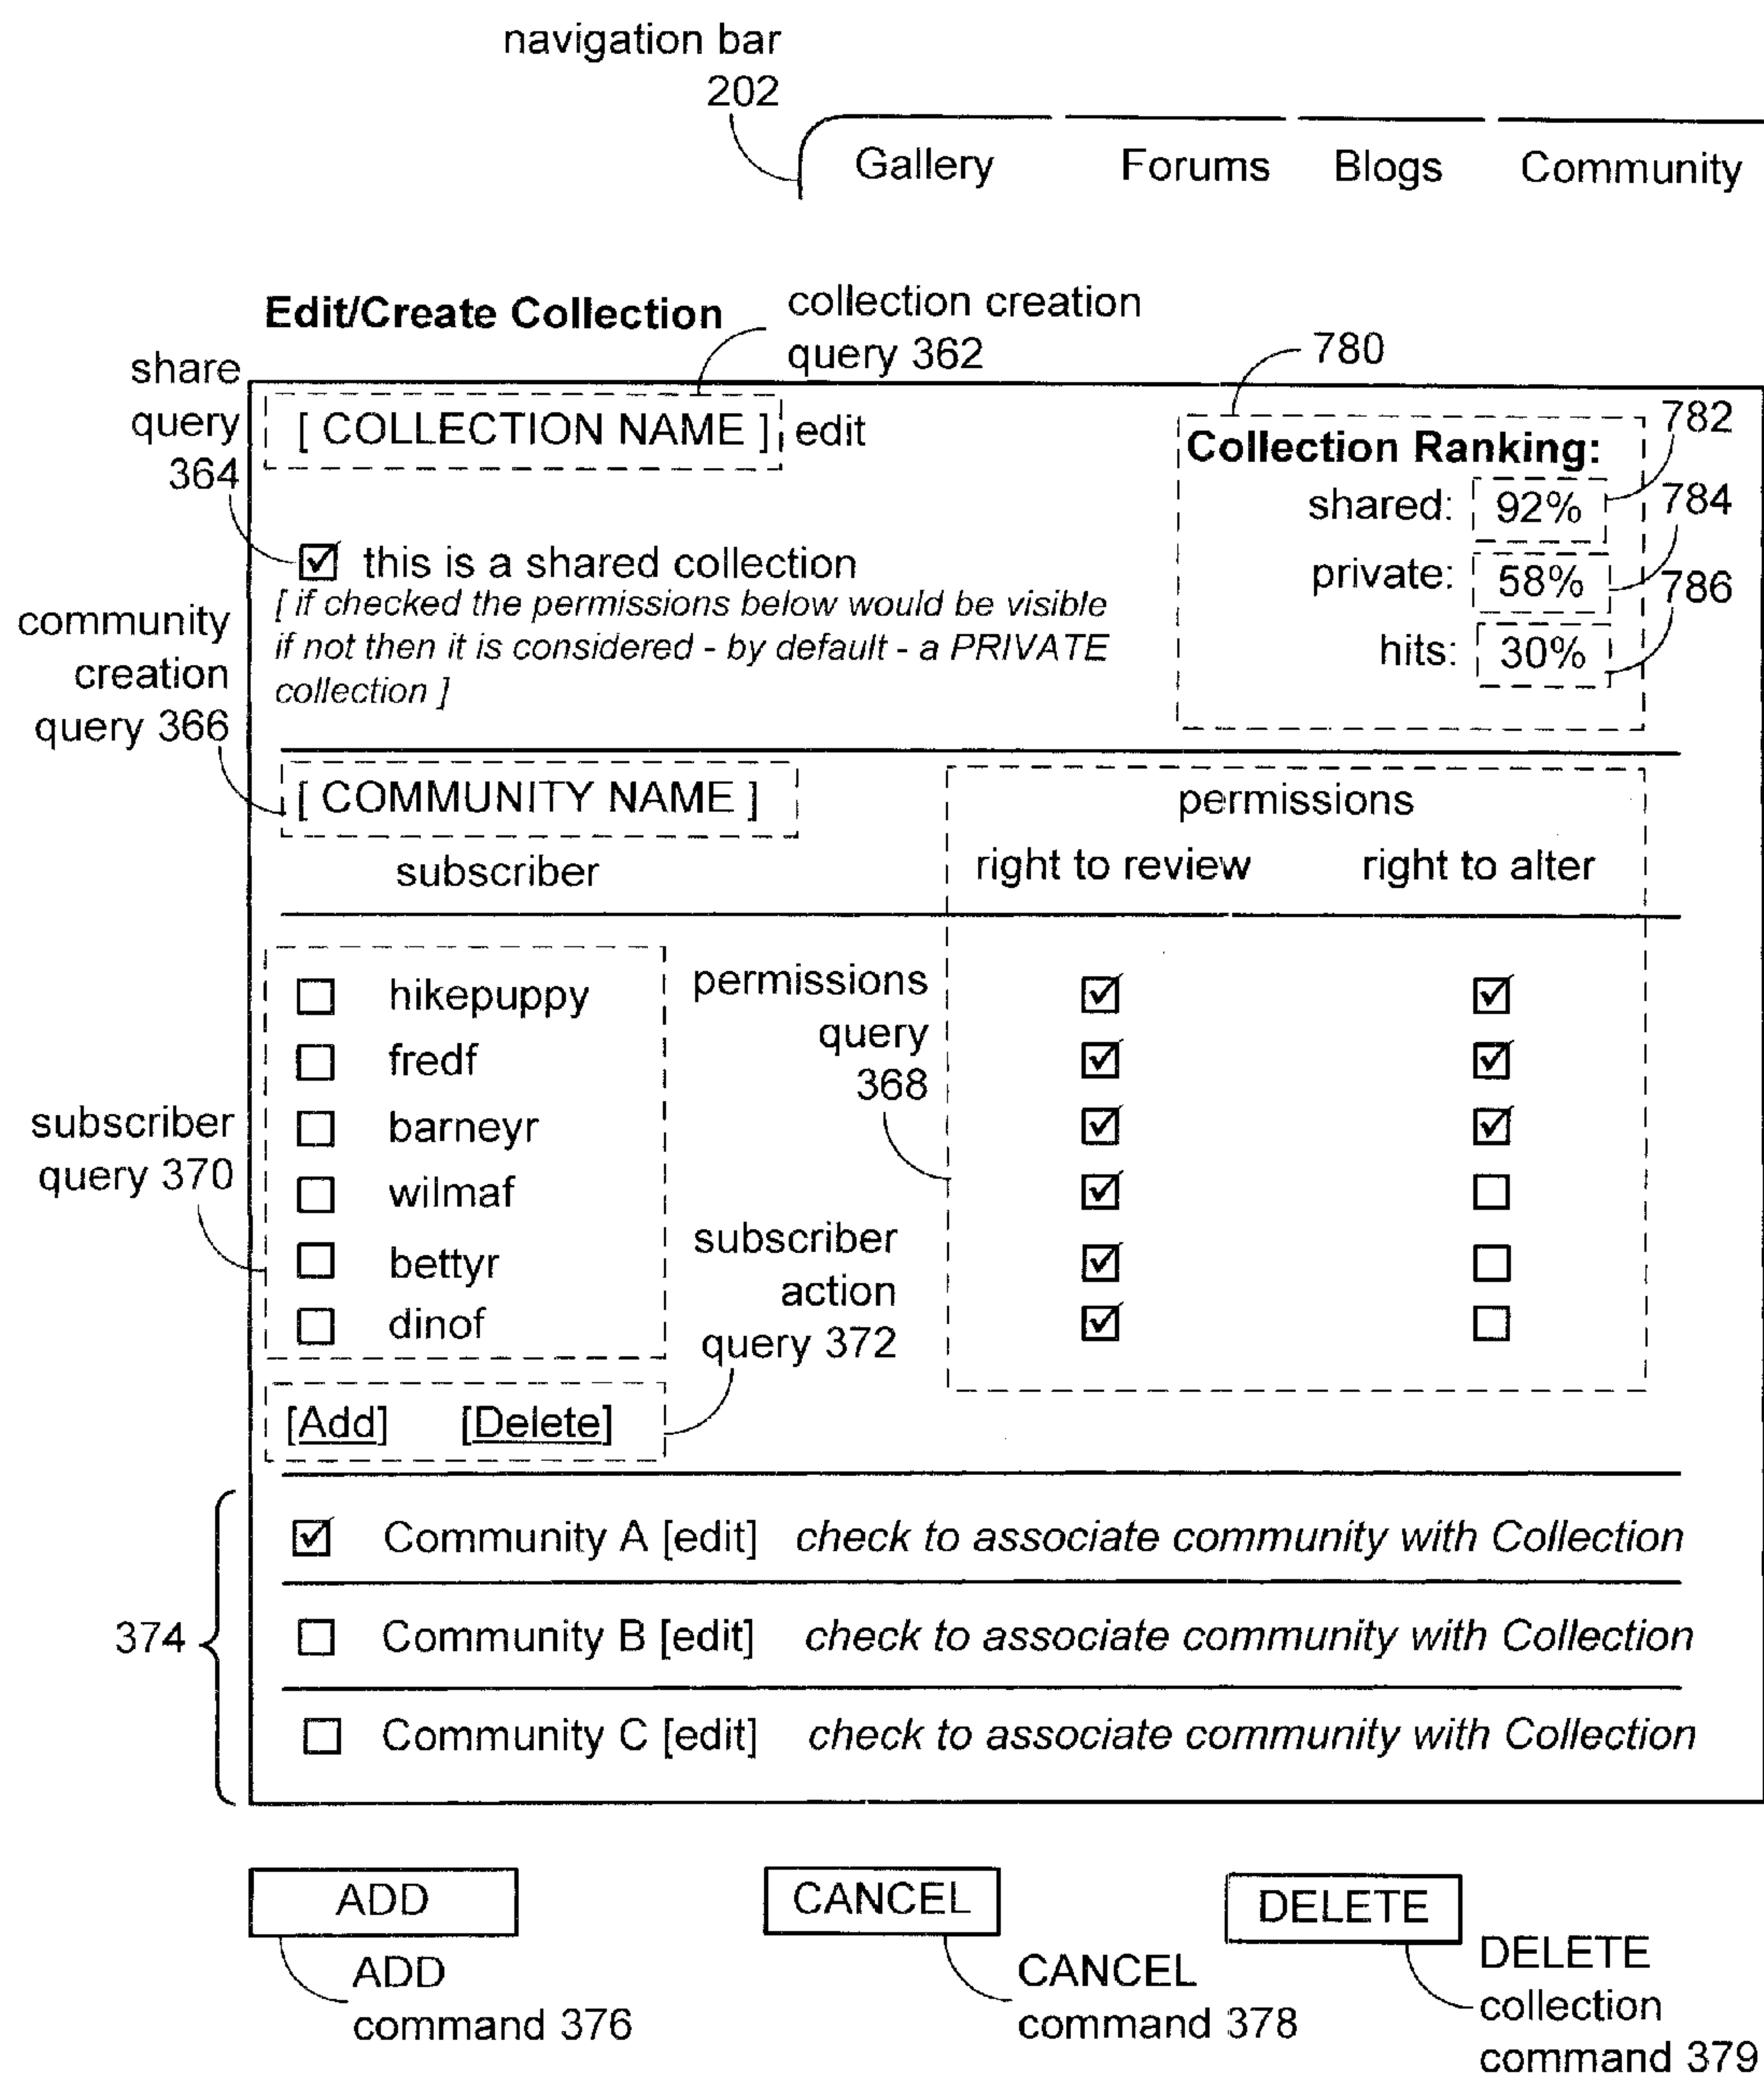 navigation bar
202
Gallery Forums Blogs Community
Edit/Create Collection
collection creation
query 362
780
share
query
364
[ COLLECTION NAME ] edit
Collection Ranking:
782
shared: 92%
784
private: 58%
786
hits: 30%
☑ this is a shared collection
[ if checked the permissions below would be visible
if not then it is considered - by default - a PRIVATE
collection ]
community
creation
query 366
[ COMMUNITY NAME ]
permissions
subscriber right to review right to alter
☐ hikepuppy ☑ ☑
☐ fredf ☑ ☑
☐ barneyr ☑ ☑
☐ wilmaf ☑ ☐
☐ bettyr ☑ ☐
☐ dinof ☑ ☐
permissions
query
368
subscriber
query 370
subscriber
action
query 372
[Add] [Delete]
374
☑ Community A [edit] check to associate community with Collection
☐ Community B [edit] check to associate community with Collection
☐ Community C [edit] check to associate community with Collection
ADD CANCEL DELETE
ADD
command 376
CANCEL
command 378
DELETE
collection
command 379